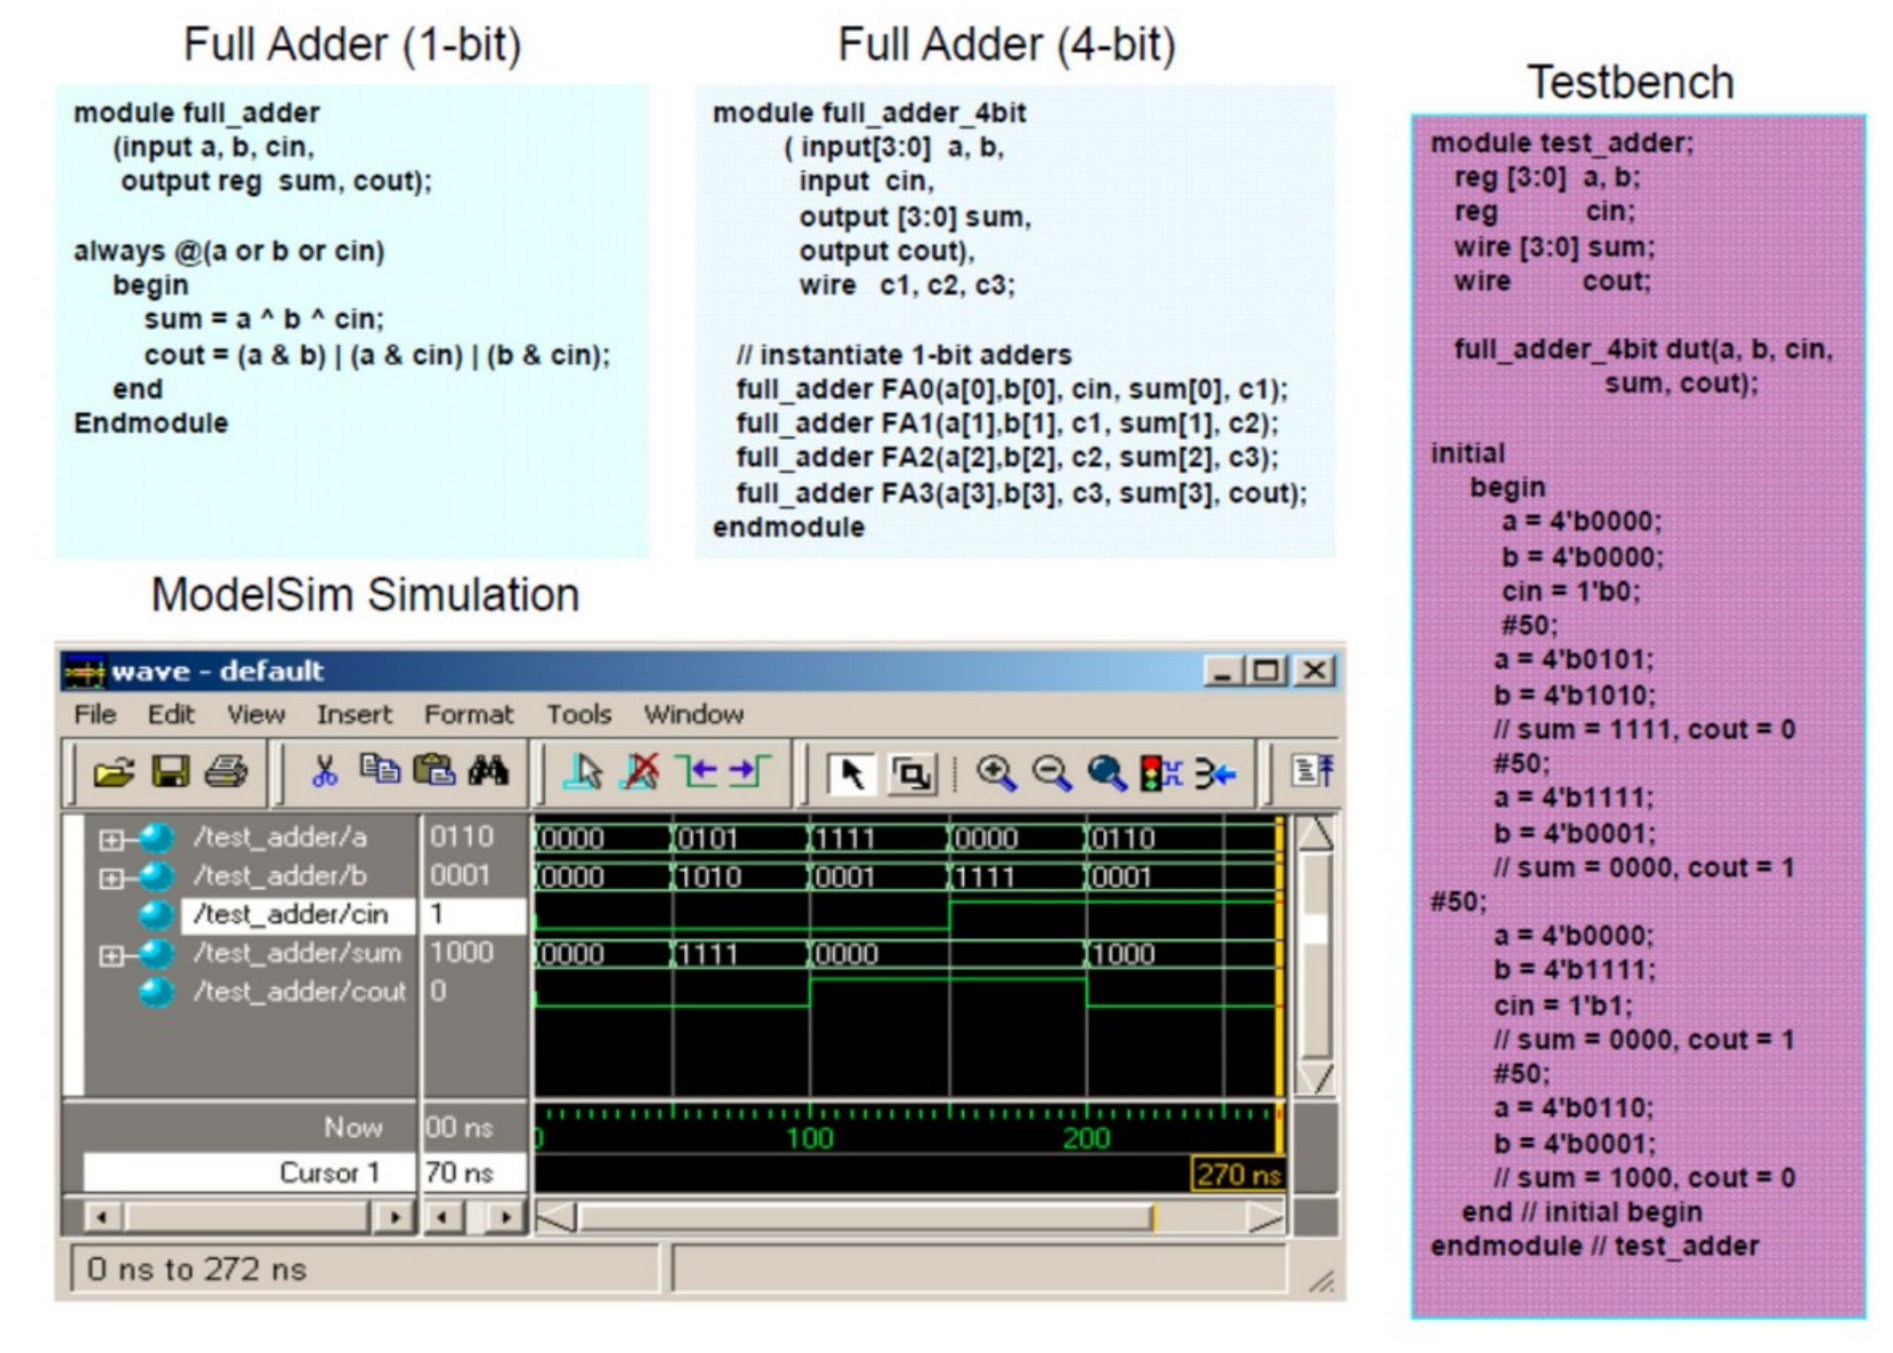 Full Adder (1-bit)
module full_adder
(input a, b, cin,
output reg sum, cout);
always @(a or b or cin)
begin
sum = a ^ b ^ cin;
cout = (a & b) | (a & cin) | (b & cin);
end
Endmodule
Full Adder (4-bit)
module full_adder_4bit
( input[3:0] a, b,
input cin,
output [3:0] sum,
output cout),
wire c1, c2, c3;
// instantiate 1-bit adders
full_adder FA0(a[0],b[0], cin, sum[0], c1);
full_adder FA1(a[1],b[1], c1, sum[1], c2);
full_adder FA2(a[2],b[2], c2, sum[2], c3);
full_adder FA3(a[3],b[3], c3, sum[3], cout);
endmodule
Testbench
module test_adder;
reg [3:0] a, b;
reg cin;
wire [3:0] sum;
wire cout;
full_adder_4bit dut(a, b, cin,
sum, cout);
initial
begin
a = 4'b0000;
b = 4'b0000;
cin = 1'b0;
#50;
a = 4'b0101;
b = 4'b1010;
// sum = 1111, cout = 0
#50;
a = 4'b1111;
b = 4'b0001;
// sum = 0000, cout = 1
#50;
a = 4'b0000;
b = 4'b1111;
cin = 1'b1;
// sum = 0000, cout = 1
#50;
a = 4'b0110;
b = 4'b0001;
// sum = 1000, cout = 0
end // initial begin
endmodule // test_adder
ModelSim Simulation
wave - default
File Edit View Insert Format Tools Window
/test_adder/a 0110 0000 0101 1111 0000 0110
/test_adder/b 0001 0000 1010 0001 1111 0001
/test_adder/cin 1
/test_adder/sum 1000 0000 1111 0000 1000
/test_adder/cout 0
Now 00 ns 0 100 200
Cursor 1 70 ns 270 ns
0 ns to 272 ns